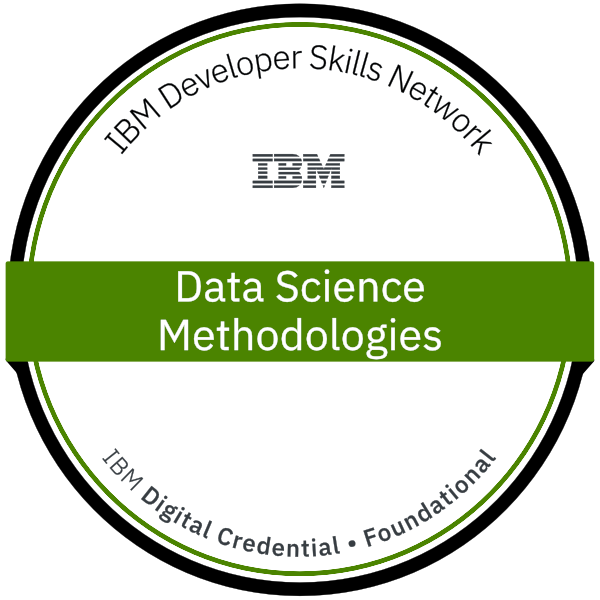 IBM Developer Skills Network
IBM
Data Science
Methodologies
IBM Digital Credential • Foundational